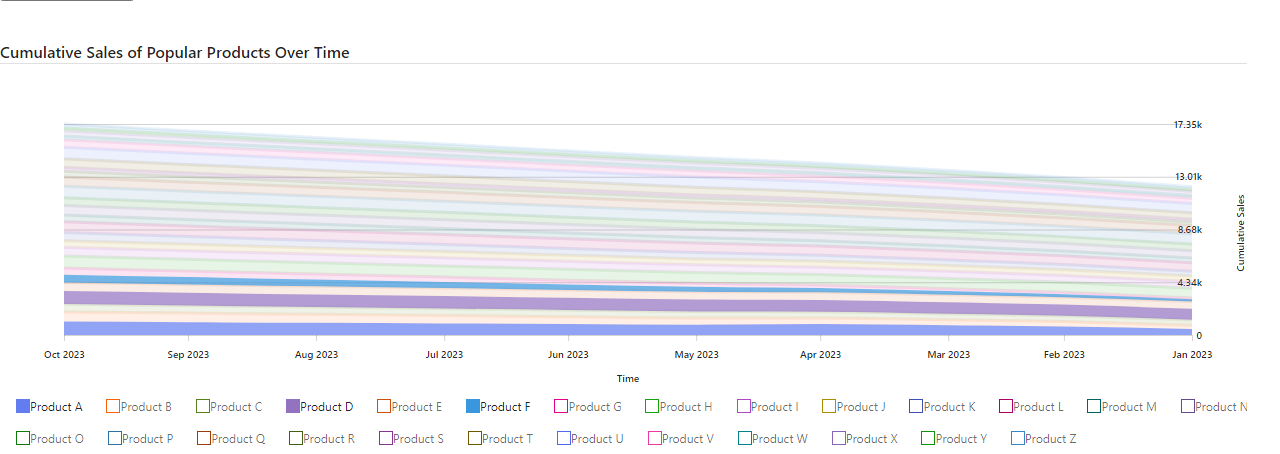 Cumulative Sales of Popular Products Over Time
17.35k
13.01k
8.68k
4.34k
0
Cumulative Sales
Oct 2023 Sep 2023 Aug 2023 Jul 2023 Jun 2023 May 2023 Apr 2023 Mar 2023 Feb 2023 Jan 2023
Time
Product A Product B Product C Product D Product E Product F Product G Product H Product I Product J Product K Product L Product M Product N
Product O Product P Product Q Product R Product S Product T Product U Product V Product W Product X Product Y Product Z